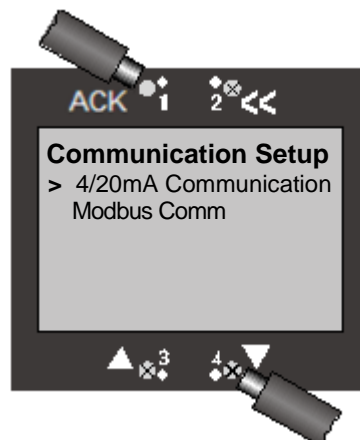 ACK 1 2 <<
Communication Setup
> 4/20mA Communication
Modbus Comm
3 4